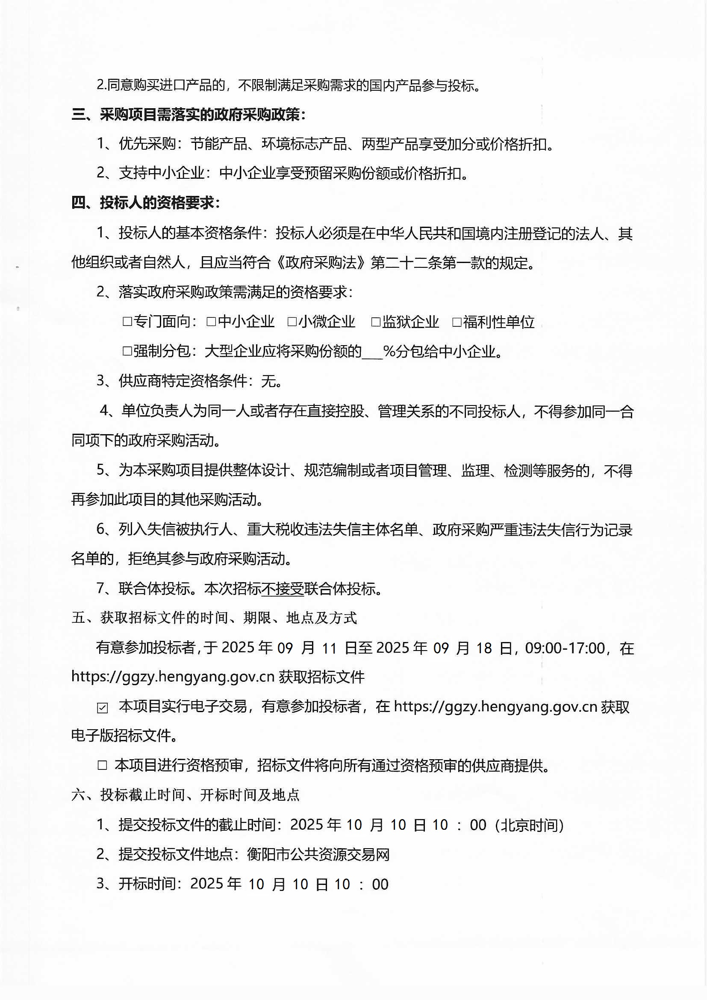 2.同意购买进口产品的，不限制满足采购需求的国内产品参与投标。
三、采购项目需落实的政府采购政策：
1、优先采购：节能产品、环境标志产品、两型产品享受加分或价格折扣。
2、支持中小企业：中小企业享受预留采购份额或价格折扣。
四、投标人的资格要求：
1、投标人的基本资格条件：投标人必须是在中华人民共和国境内注册登记的法人、其
他组织或者自然人，且应当符合《政府采购法》第二十二条第一款的规定。
2、落实政府采购政策需满足的资格要求：
□专门面向：□中小企业 □小微企业 □监狱企业 □福利性单位
□强制分包：大型企业应将采购份额的___%分包给中小企业。
3、供应商特定资格条件：无。
4、单位负责人为同一人或者存在直接控股、管理关系的不同投标人，不得参加同一合
同项下的政府采购活动。
5、为本采购项目提供整体设计、规范编制或者项目管理、监理、检测等服务的，不得
再参加此项目的其他采购活动。
6、列入失信被执行人、重大税收违法失信主体名单、政府采购严重违法失信行为记录
名单的，拒绝其参与政府采购活动。
7、联合体投标。本次招标不接受联合体投标。
五、获取招标文件的时间、期限、地点及方式
有意参加投标者，于 2025 年 09 月 11 日至 2025 年 09 月 18 日，09:00-17:00，在
https://ggzy.hengyang.gov.cn 获取招标文件
☑ 本项目实行电子交易，有意参加投标者，在 https://ggzy.hengyang.gov.cn 获取
电子版招标文件。
□ 本项目进行资格预审，招标文件将向所有通过资格预审的供应商提供。
六、投标截止时间、开标时间及地点
1、提交投标文件的截止时间：2025 年 10 月 10 日 10 ：00（北京时间）
2、提交投标文件地点：衡阳市公共资源交易网
3、开标时间：2025 年 10 月 10 日 10 ：00